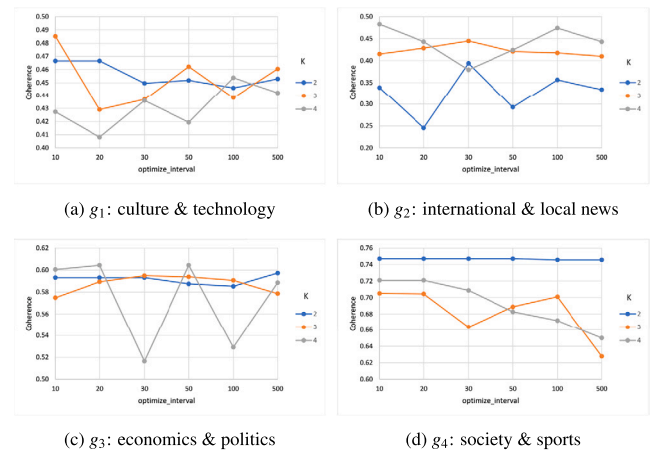 0.50
0.49
0.48
0.47
0.46
0.45
0.44
0.43
0.42
0.41
0.40
Coherence
10 20 30 50 100 500
optimize_interval
K
2
3
4
(a) g1: culture & technology
0.50
0.45
0.40
0.35
0.30
0.25
0.20
Coherence
10 20 30 50 100 500
optimize_interval
K
2
3
4
(b) g2: international & local news
0.62
0.60
0.58
0.56
0.54
0.52
0.50
Coherence
10 20 30 50 100 500
optimize_interval
K
2
3
4
(c) g3: economics & politics
0.76
0.74
0.72
0.70
0.68
0.66
0.64
0.62
0.60
Coherence
10 20 30 50 100 500
optimize_interval
K
2
3
4
(d) g4: society & sports